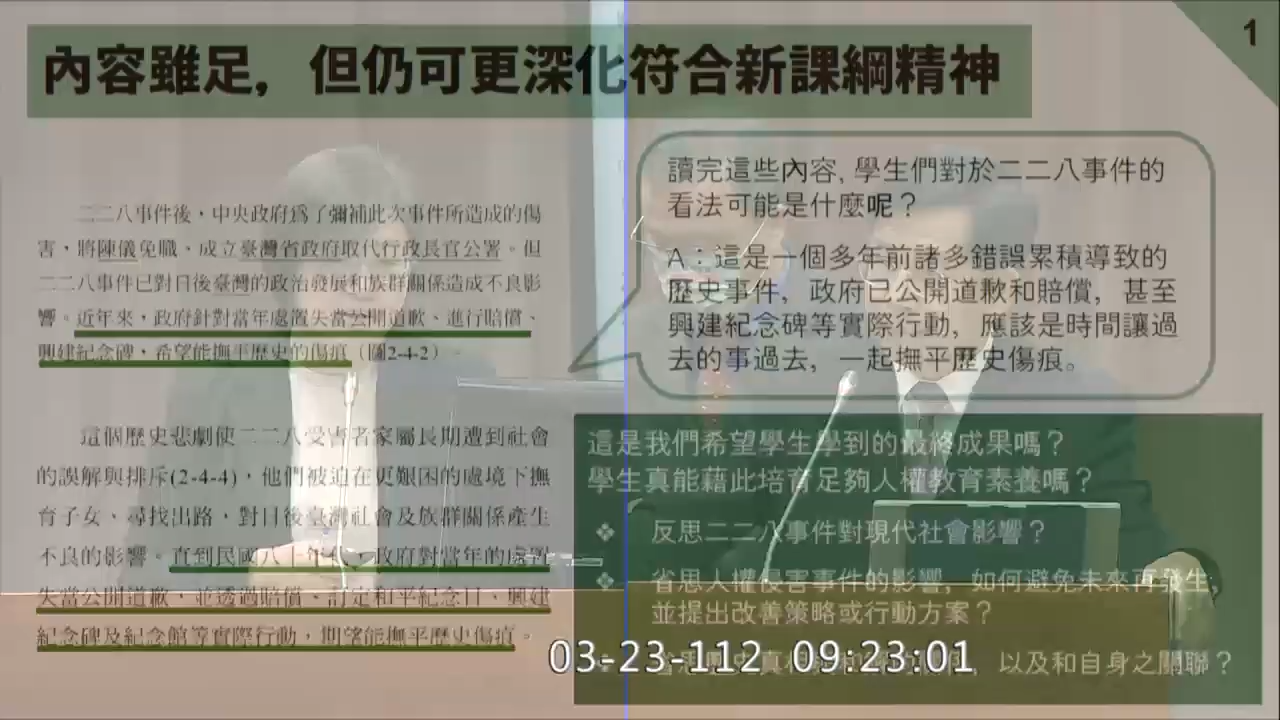 內容雖足，但仍可更深化符合新課綱精神
1
二二八事件後，中央政府為了彌補此次事件所造成的傷
害，將陳儀免職、成立臺灣省政府取代行政長官公署。但
二二八事件已對日後臺灣的政治發展和族群關係造成不良影
響。近年來，政府針對當年處置失當公開道歉、進行賠償、
興建紀念碑，希望能撫平歷史的傷痕（圖2-4-2）。
這個歷史悲劇使二二八受害者家屬長期遭到社會
的誤解與排斥(2-4-4)，他們被迫在更艱困的處境下撫
育子女、尋找出路，對日後臺灣社會及族群關係產生
不良的影響。直到民國八十年代，政府對當年的處置
失當公開道歉，並透過賠償、訂定和平紀念日、興建
紀念碑及紀念館等實際行動，期望能撫平歷史傷痕。
讀完這些內容，學生們對於二二八事件的
看法可能是什麼呢？
A：這是一個多年前諸多錯誤累積導致的
歷史事件，政府已公開道歉和賠償，甚至
興建紀念碑等實際行動，應該是時間讓過
去的事過去，一起撫平歷史傷痕。
這是我們希望學生學到的最終成果嗎？
學生真能藉此培育足夠人權教育素養嗎？
❖ 反思二二八事件對現代社會影響？
❖ 省思人權侵害事件的影響，如何避免未來再發生，
並提出改善策略或行動方案？
，以及和自身之關聯？
03-23-112 09:23:01